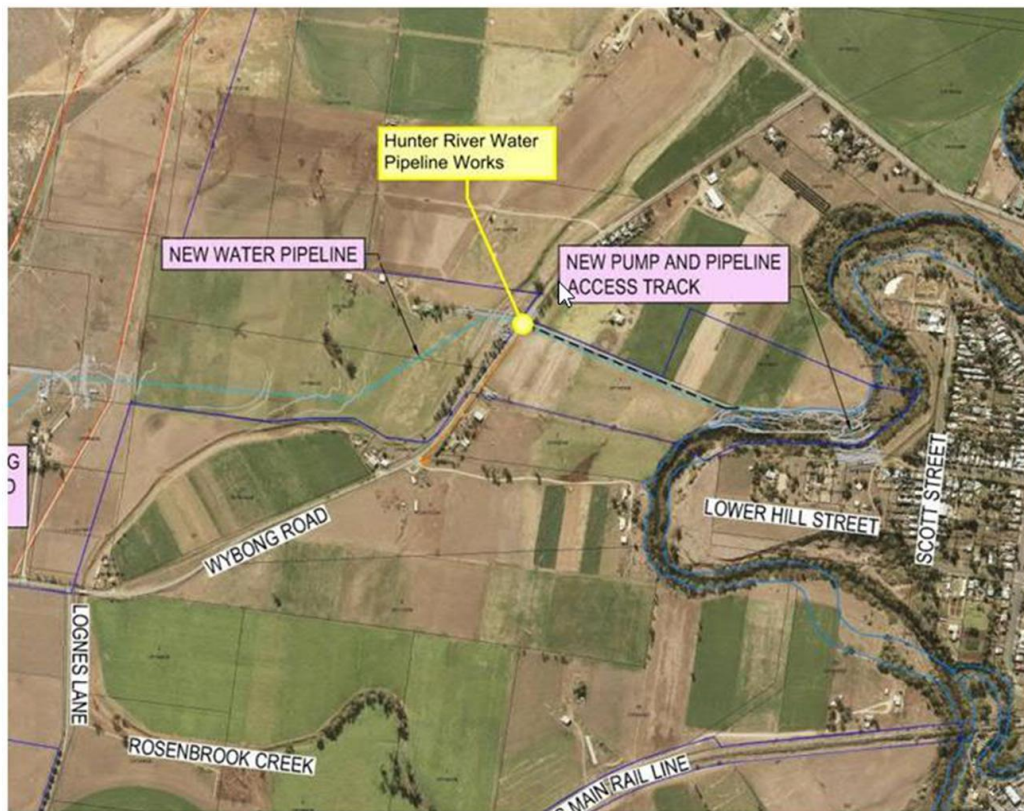 Hunter River Water
Pipeline Works
NEW WATER PIPELINE
NEW PUMP AND PIPELINE
ACCESS TRACK
G
D
WYBONG ROAD
LOWER HILL STREET
SCOTT STREET
LOGNES LANE
ROSENBROOK CREEK
MAIN RAIL LINE